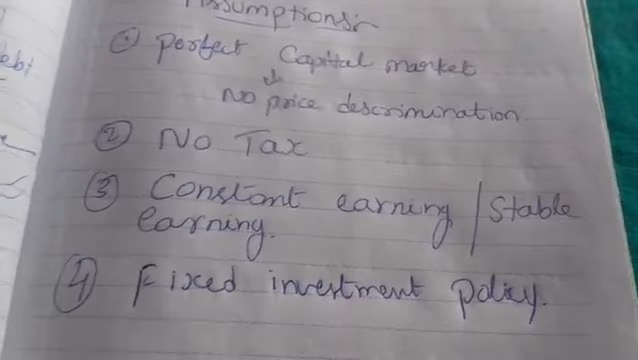 Assumptions:-
① Perfect Capital market
↓
No price descrimination
② No Tax
③ Constant earning / Stable
earning.
④ Fixed investment policy.